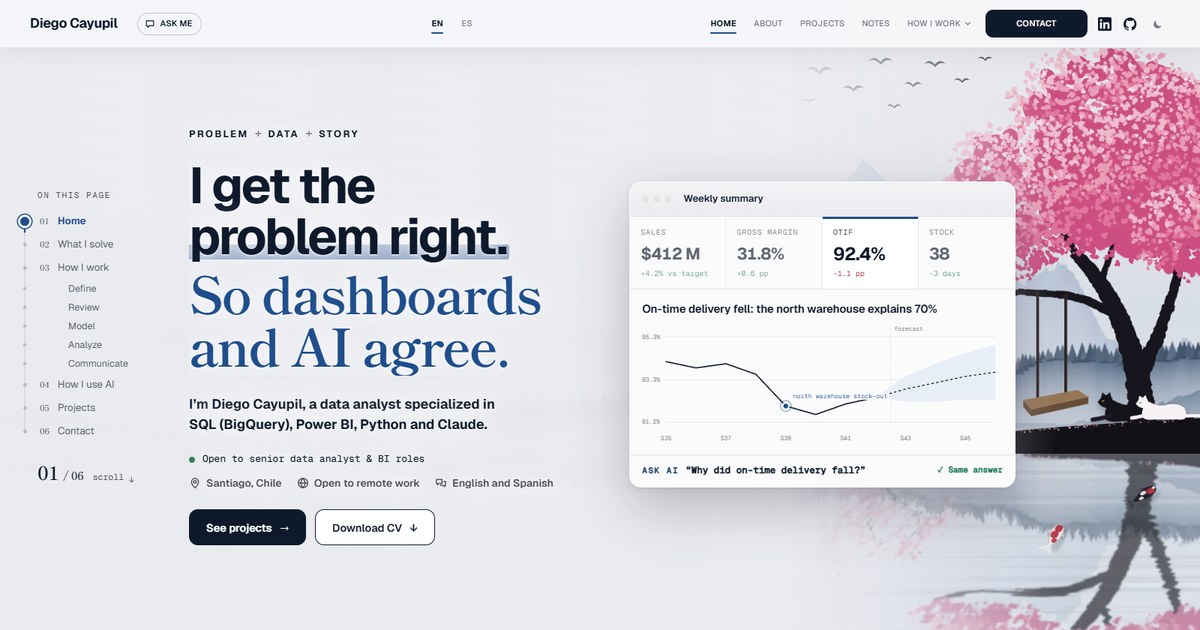 Diego Cayupil
ASK ME
EN ES
HOME ABOUT PROJECTS NOTES HOW I WORK CONTACT
ON THIS PAGE
01 Home
02 What I solve
03 How I work
Define
Review
Model
Analyze
Communicate
04 How I use AI
05 Projects
06 Contact
01 / 06 scroll ↓
PROBLEM + DATA + STORY
I get the
problem right.
So dashboards
and AI agree.
I’m Diego Cayupil, a data analyst specialized in
SQL (BigQuery), Power BI, Python and Claude.
Open to senior data analyst & BI roles
Santiago, Chile Open to remote work English and Spanish
See projects →
Download CV ↓
Weekly summary
SALES GROSS MARGIN OTIF STOCK
$412 M 31.8% 92.4% 38
+4.2% vs target +0.6 pp -1.1 pp -3 days
On-time delivery fell: the north warehouse explains 70%
forecast
95.3%
93.3%
north warehouse stock-out
91.2%
S35 S37 S39 S41 S43 S45
ASK AI “Why did on-time delivery fall?” ✓ Same answer